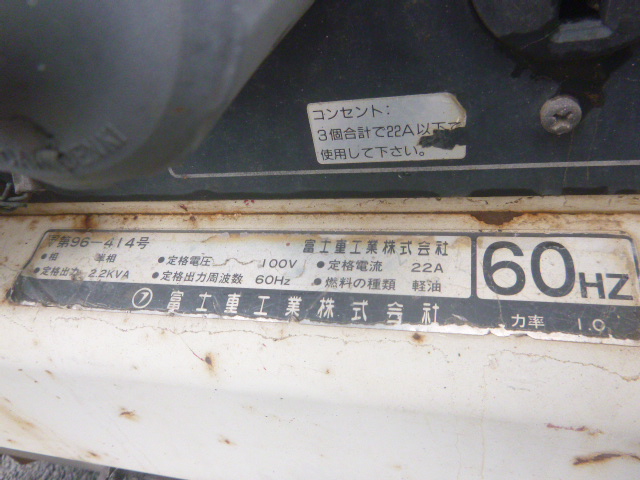 コンセント:
3個合計で22A以下で
使用して下さい。
第96-414号
富士重工業株式会社
•相 単相 •定格電圧 100V •定格電流 22A
•定格出力 2.2KVA •定格出力周波数 60Hz •燃料の種類 軽油
60HZ
フ 富士重工業株式会社
力率 1.0